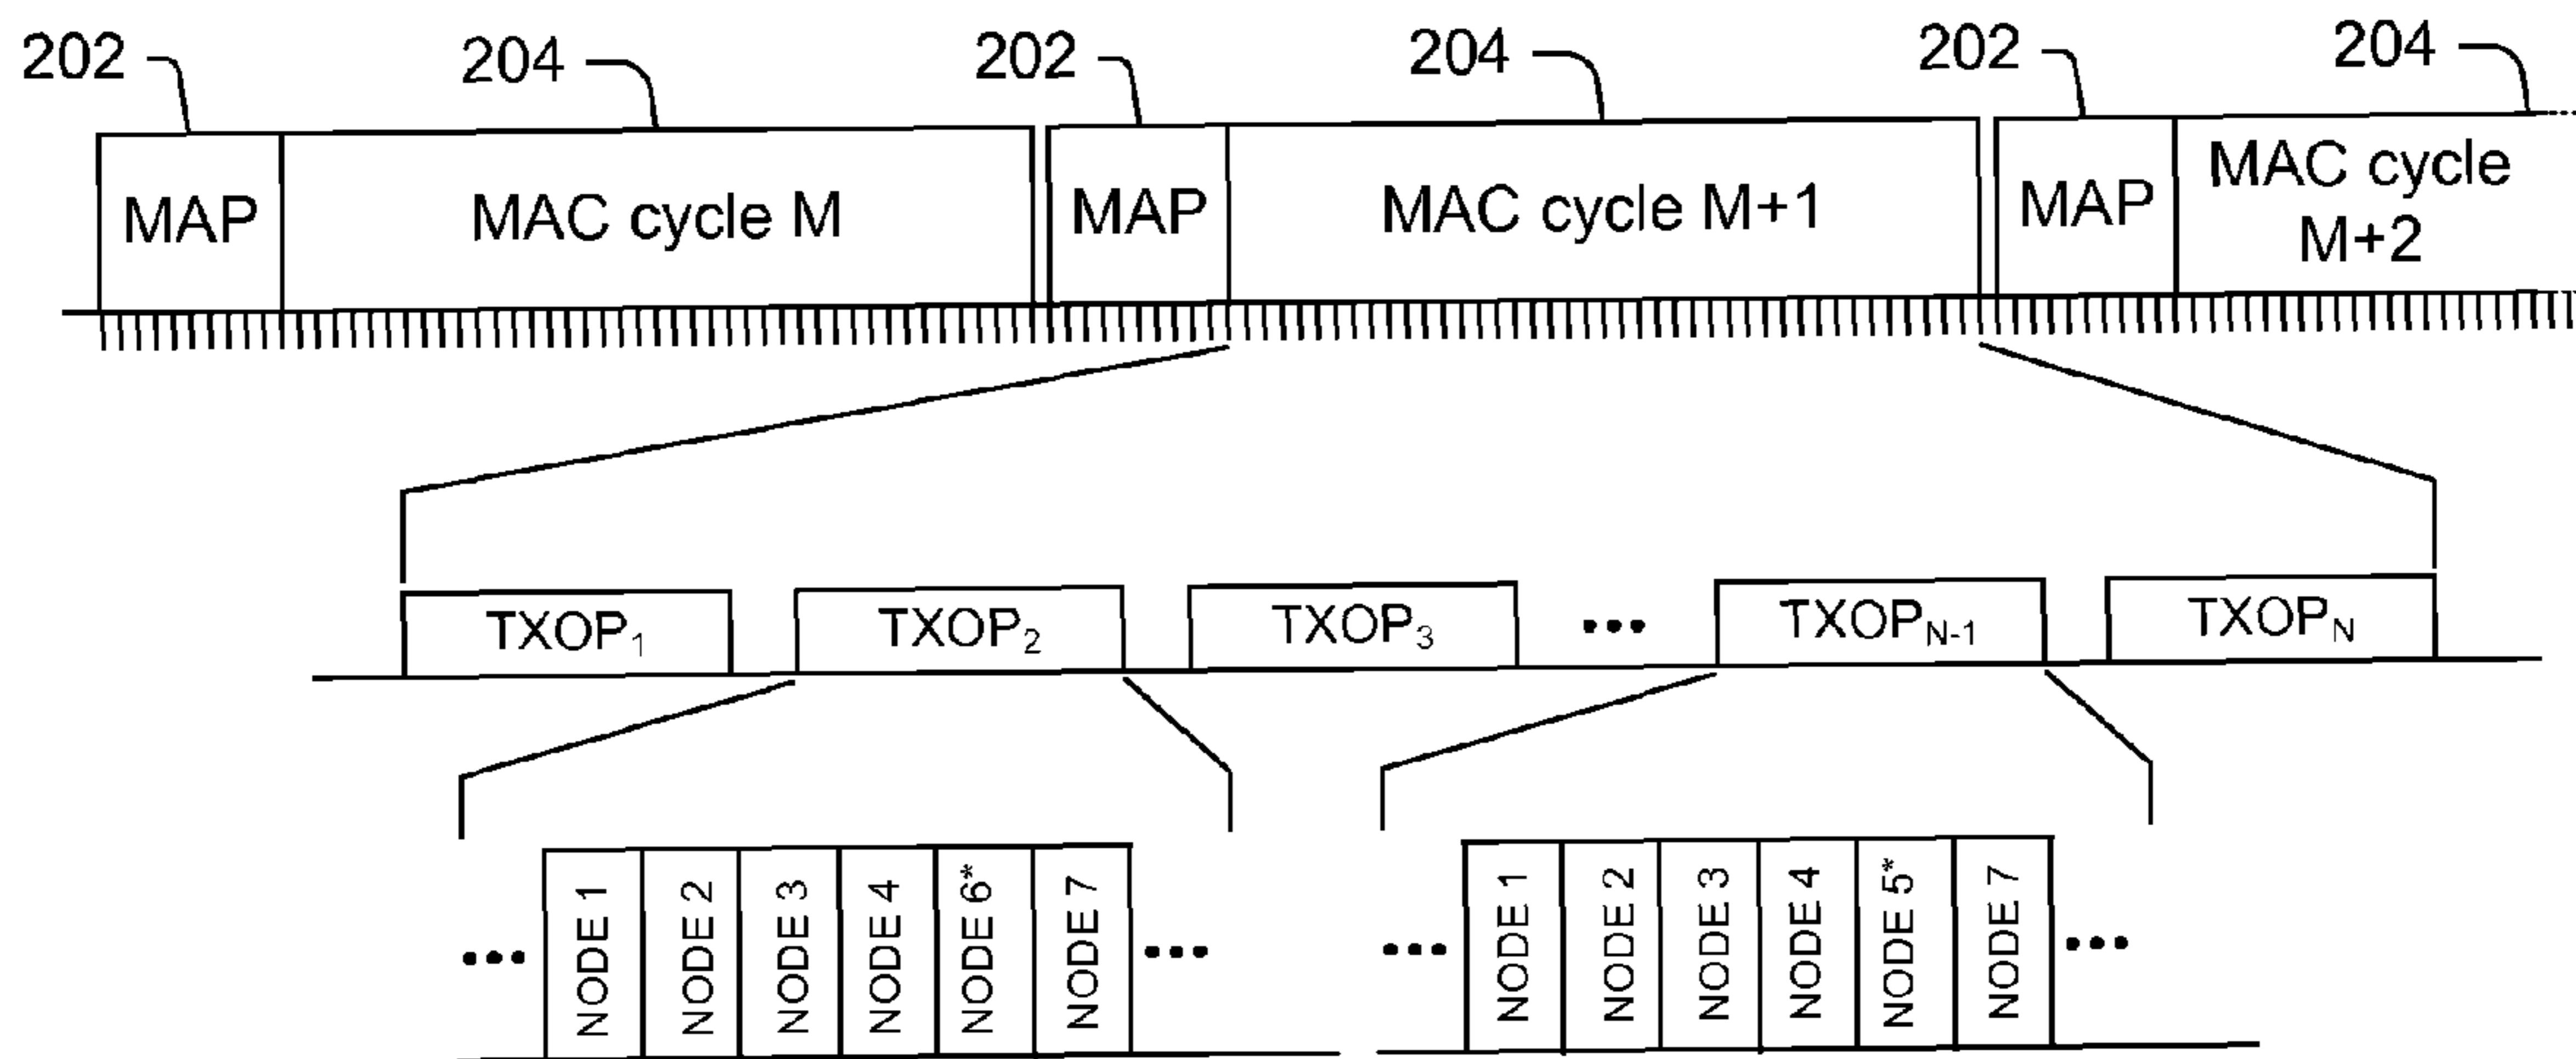 202 204 202 204 202 204
MAP MAC cycle M MAP MAC cycle M+1 MAP MAC cycle
M+2
TXOP1 TXOP2 TXOP3 ... TXOPN-1 TXOPN
... NODE 1 NODE 2 NODE 3 NODE 4 NODE 6* NODE 7 ... ... NODE 1 NODE 2 NODE 3 NODE 4 NODE 5* NODE 7 ...